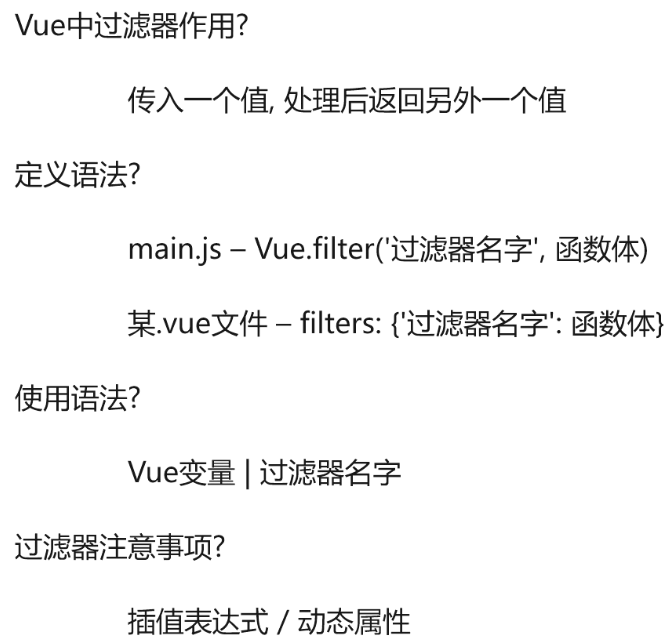 Vue中过滤器作用?
传入一个值, 处理后返回另外一个值
定义语法?
main.js – Vue.filter('过滤器名字', 函数体)
某.vue文件 – filters: {'过滤器名字': 函数体}
使用语法?
Vue变量 | 过滤器名字
过滤器注意事项?
插值表达式 / 动态属性